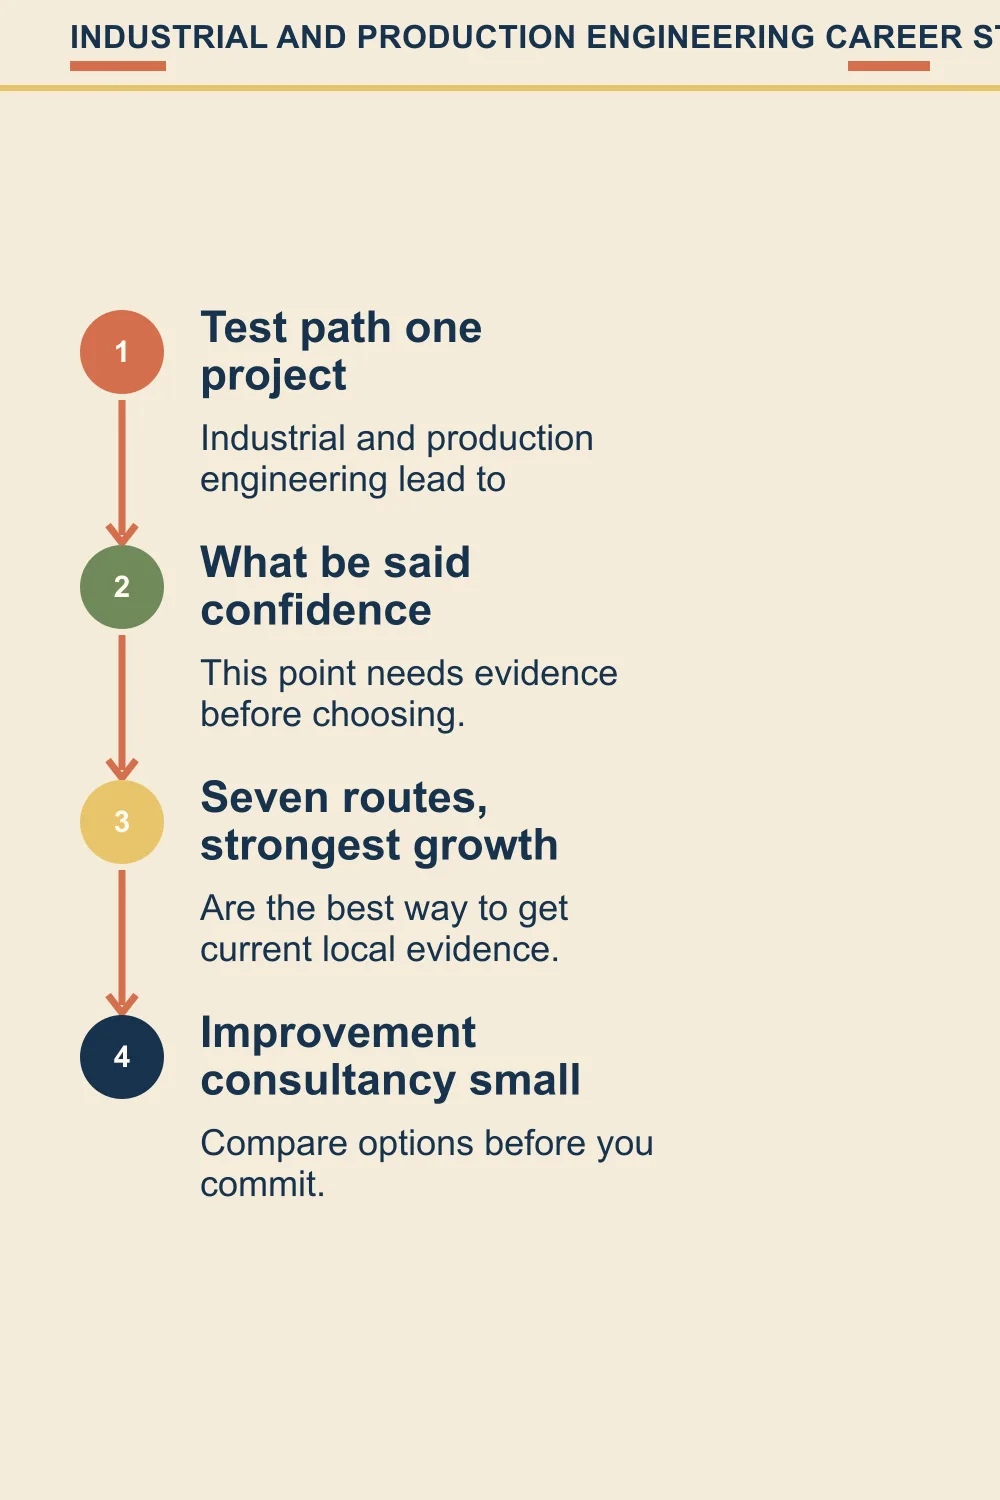 INDUSTRIAL AND PRODUCTION ENGINEERING CAREER
1
Test path one
project
Industrial and production
engineering lead to
2
What be said
confidence
This point needs evidence
before choosing.
3
Seven routes,
strongest growth
Are the best way to get
current local evidence.
4
Improvement
consultancy small
Compare options before you
commit.